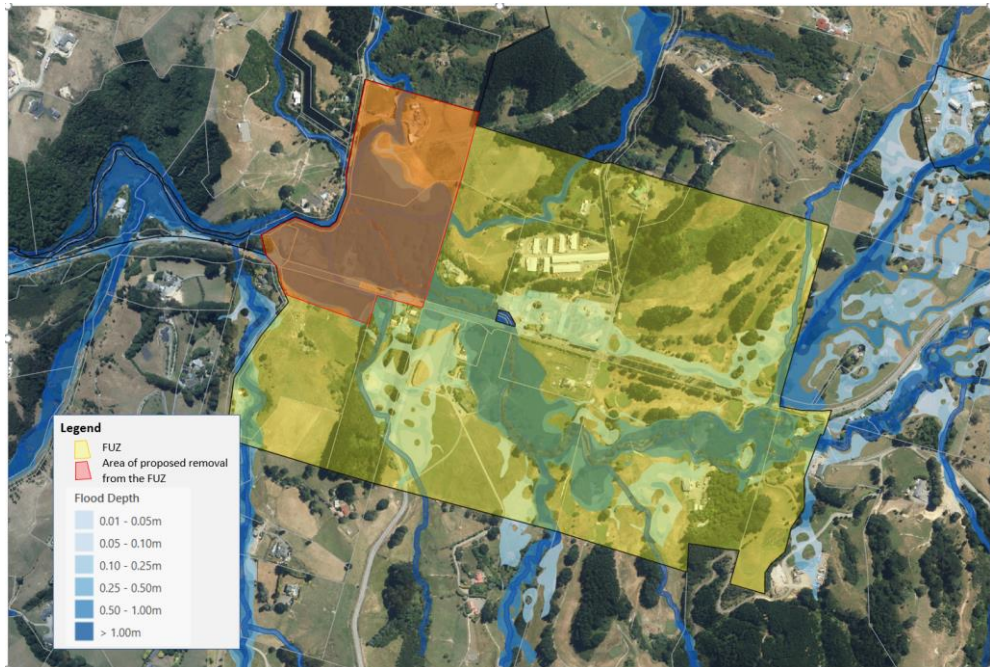 Legend
FUZ
Area of proposed removal
from the FUZ
Flood Depth
0.01 - 0.05m
0.05 - 0.10m
0.10 - 0.25m
0.25 - 0.50m
0.50 - 1.00m
> 1.00m